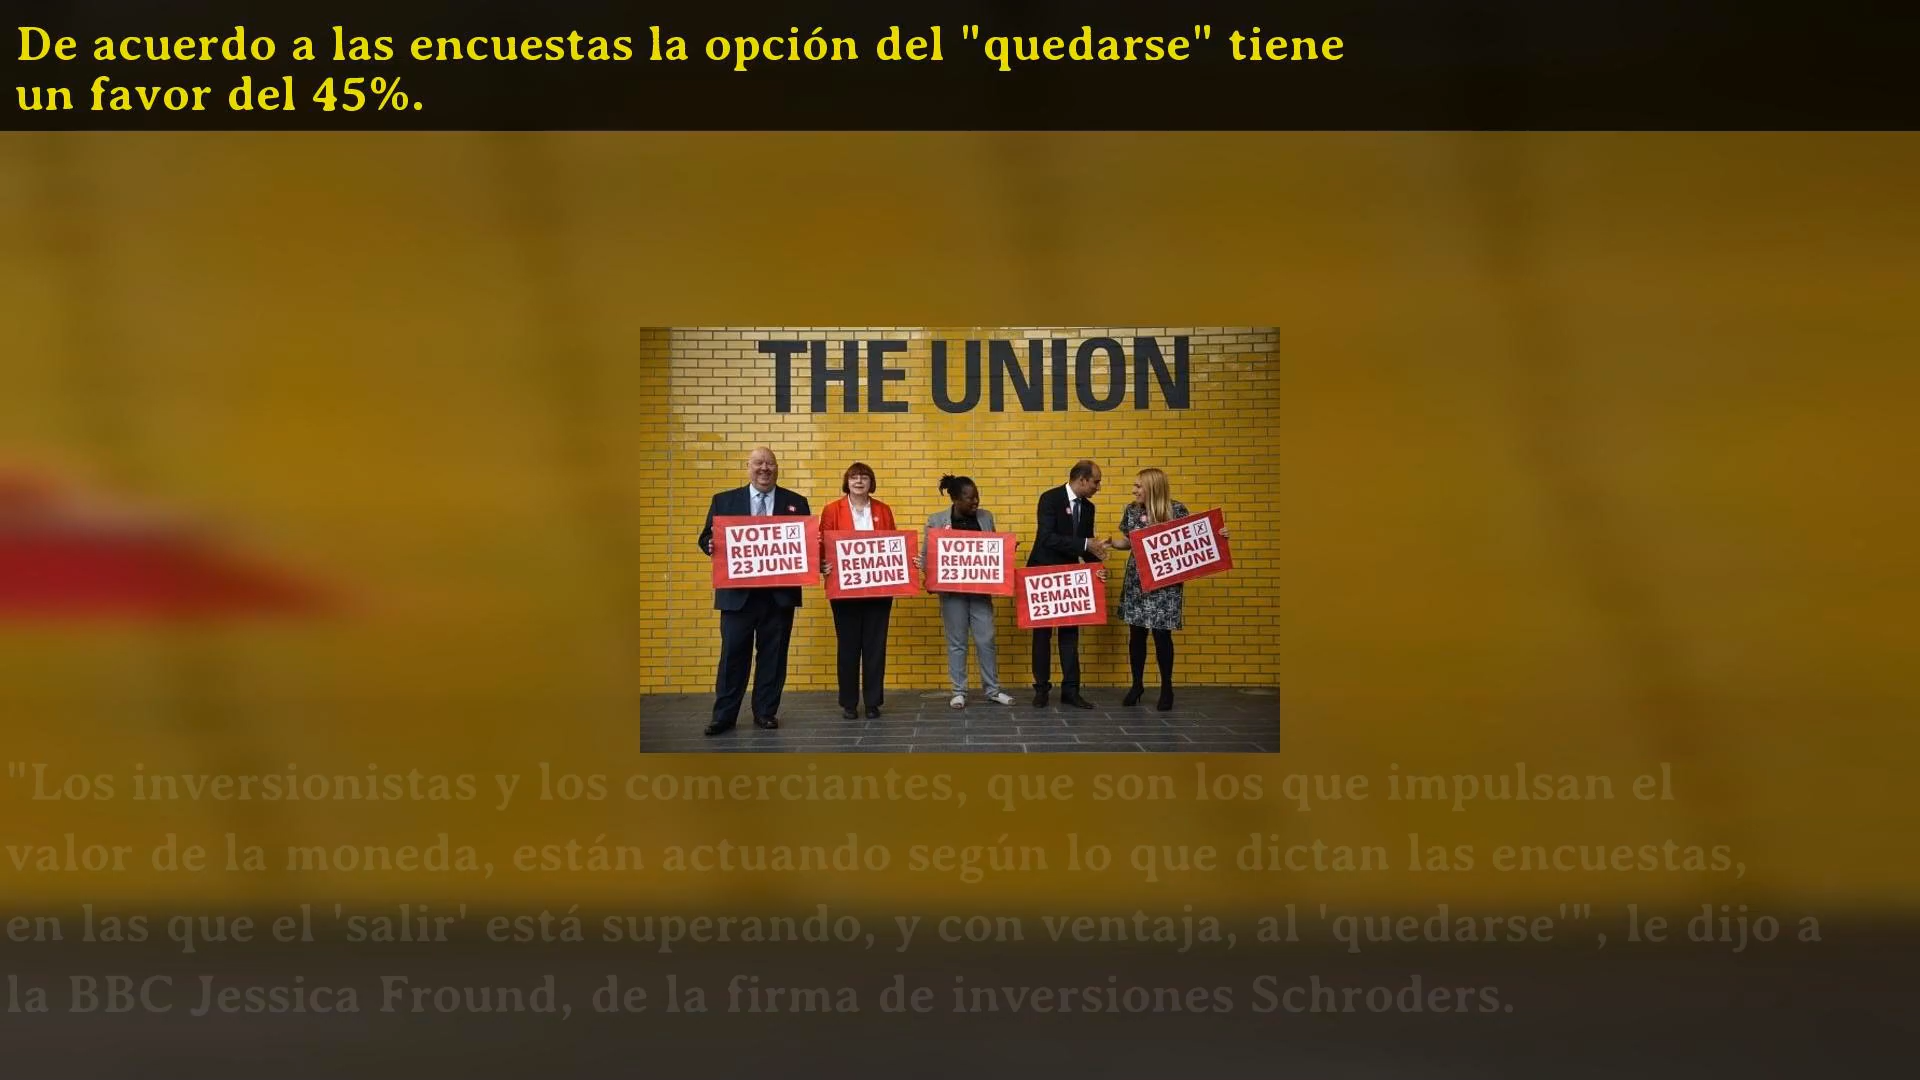 De acuerdo a las encuestas la opción del "quedarse" tiene
un favor del 45%.
THE UNION
VOTE
REMAIN
23 JUNE
VOTE
REMAIN
23 JUNE
VOTE
REMAIN
23 JUNE
VOTE
REMAIN
23 JUNE
VOTE
REMAIN
23 JUNE
"Los inversionistas y los comerciantes, que son los que impulsan el
valor de la moneda, están actuando según lo que dictan las encuestas,
en las que el 'salir' está superando, y con ventaja, al 'quedarse'", le dijo a
la BBC Jessica Fround, de la firma de inversiones Schroders.